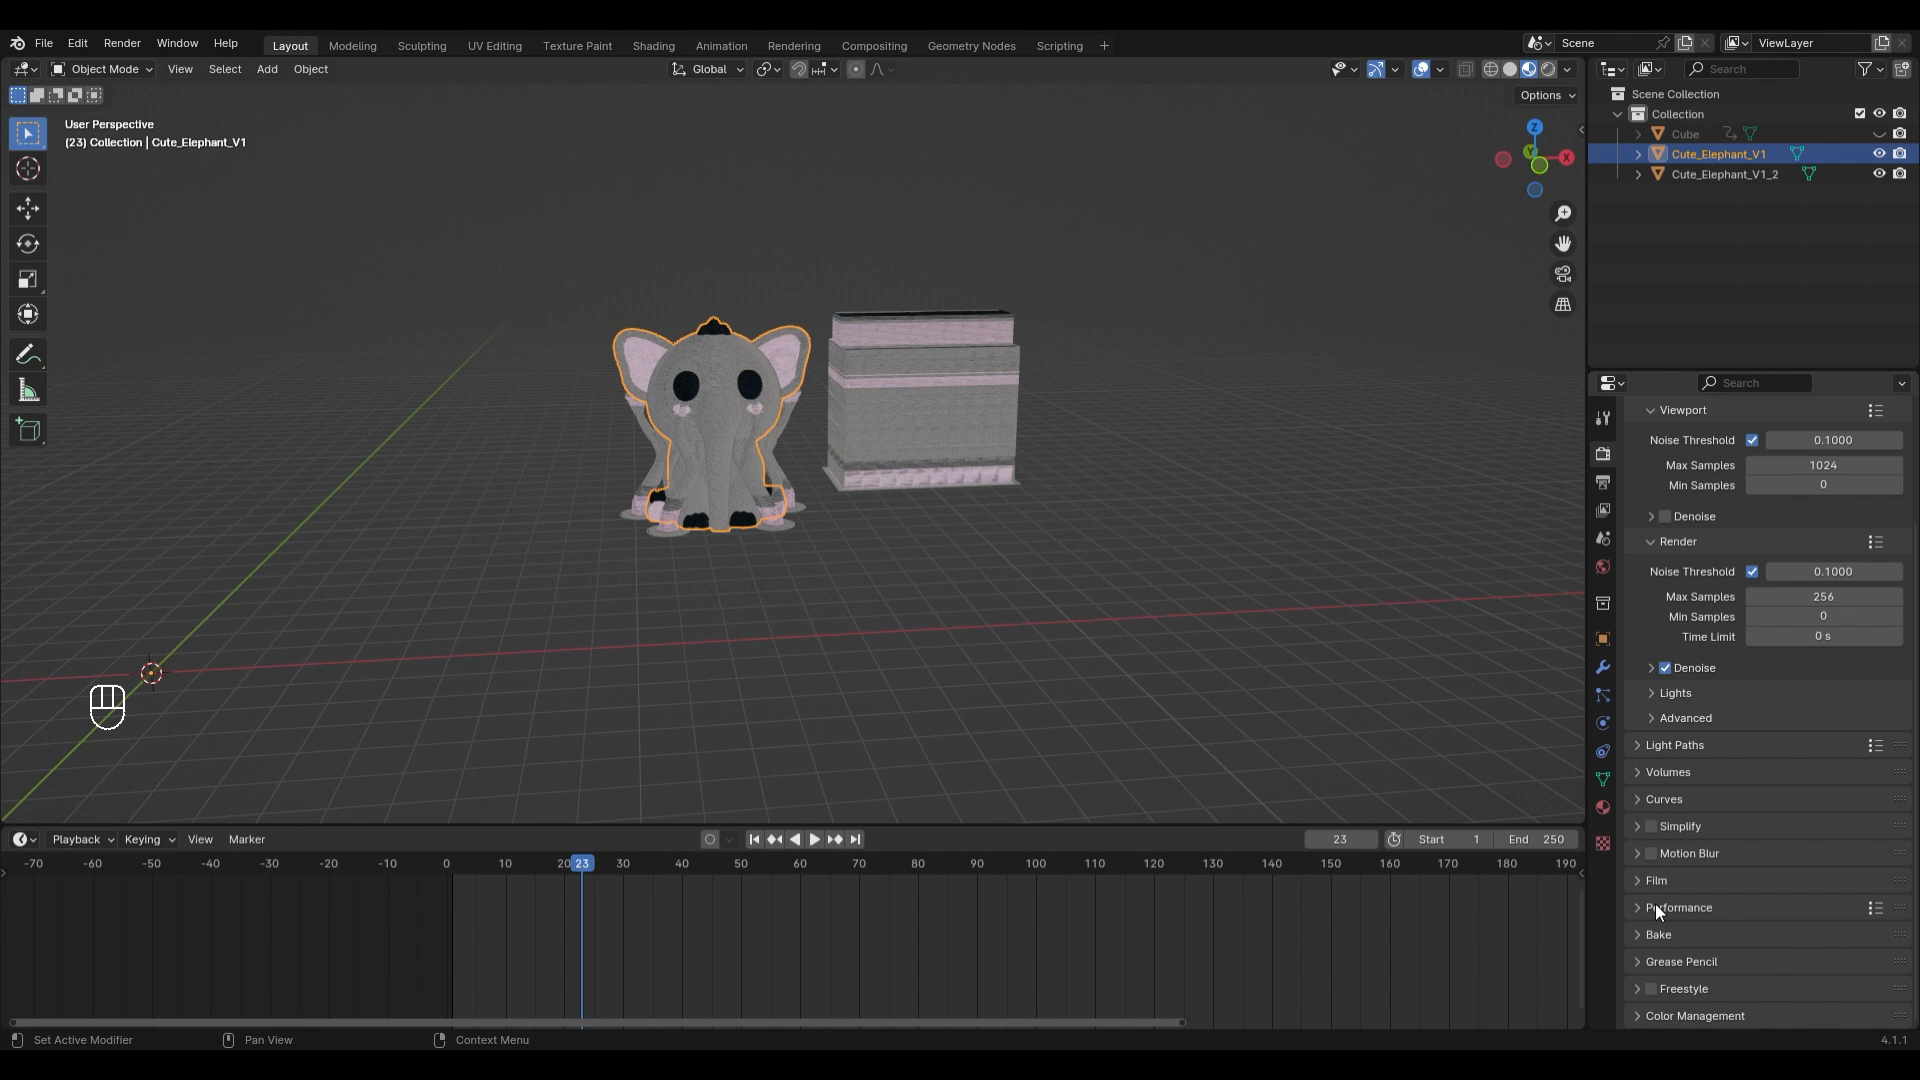 File Edit Render Window Help Layout Modeling Sculpting UV Editing Texture Paint Shading Animation Rendering Compositing Geometry Nodes Scripting + Scene ViewLayer
Object Mode View Select Add Object Global Search
Options
User Perspective
(23) Collection | Cute_Elephant_V1
Z
Y
X
Scene Collection
Collection
Cube
Cute_Elephant_V1
Cute_Elephant_V1_2
Search
Viewport
Noise Threshold 0.1000
Max Samples 1024
Min Samples 0
Denoise
Render
Noise Threshold 0.1000
Max Samples 256
Min Samples 0
Time Limit 0 s
Denoise
Lights
Advanced
Light Paths
Volumes
Curves
Simplify
Motion Blur
Film
Performance
Bake
Grease Pencil
Freestyle
Color Management
Playback Keying View Marker 23 Start 1 End 250
-70 -60 -50 -40 -30 -20 -10 0 10 20 23 30 40 50 60 70 80 90 100 110 120 130 140 150 160 170 180 190
Set Active Modifier Pan View Context Menu 4.1.1